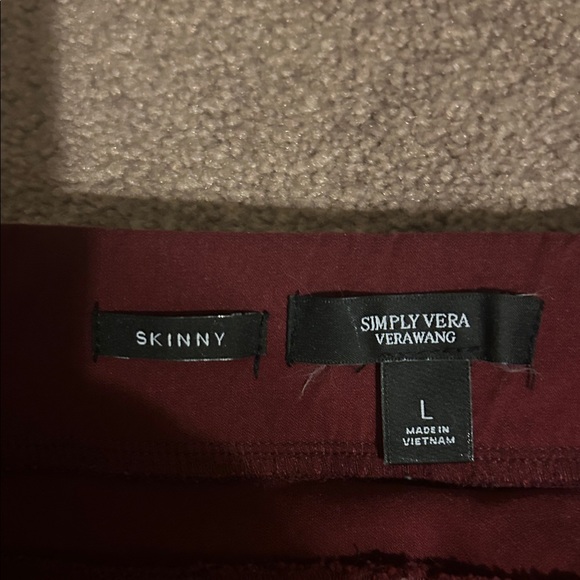 SKINNY
SIMPLY VERA
VERAWANG
L
MADE IN
VIETNAM